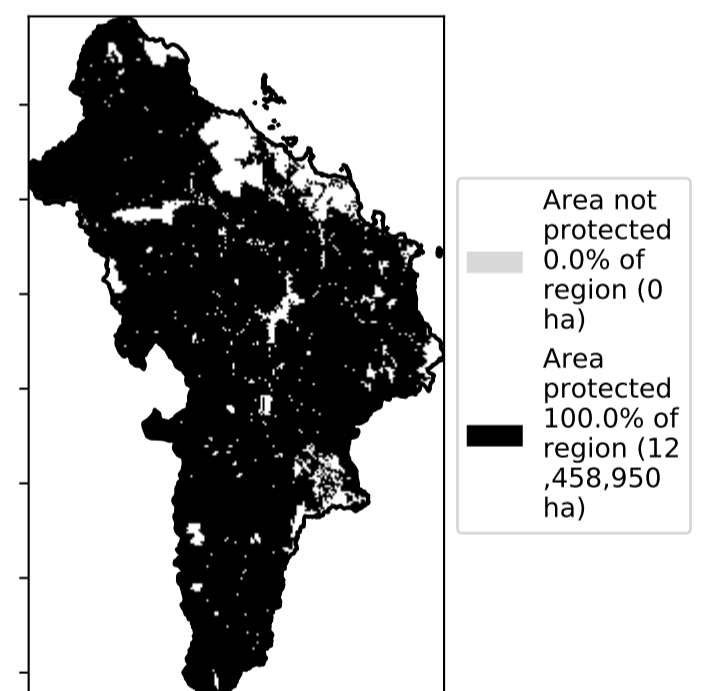 Area not
protected
0.0% of
region (0
ha)
Area
protected
100.0% of
region (12
,458,950
ha)